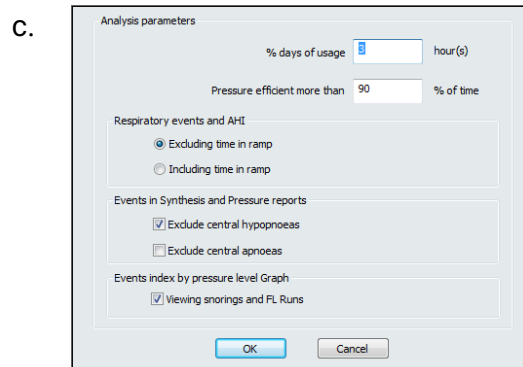 c.
Analysis parameters
% days of usage 3 hour(s)
Pressure efficient more than 90 % of time
Respiratory events and AHI
Excluding time in ramp
Including time in ramp
Events in Synthesis and Pressure reports
Exclude central hypopnoeas
Exclude central apnoeas
Events index by pressure level Graph
Viewing snorings and FL Runs
OK Cancel